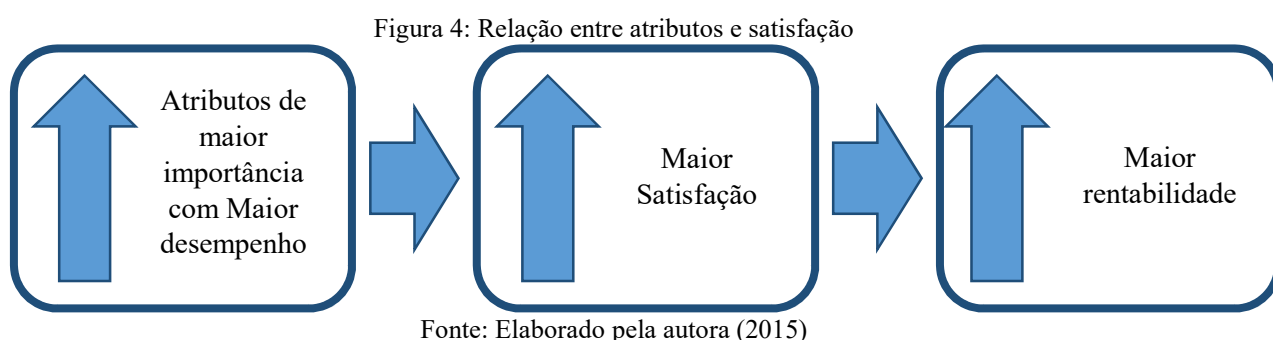 Figura 4: Relação entre atributos e satisfação
Atributos de
maior
importância
com Maior
desempenho
Maior
Satisfação
Maior
rentabilidade
Fonte: Elaborado pela autora (2015)